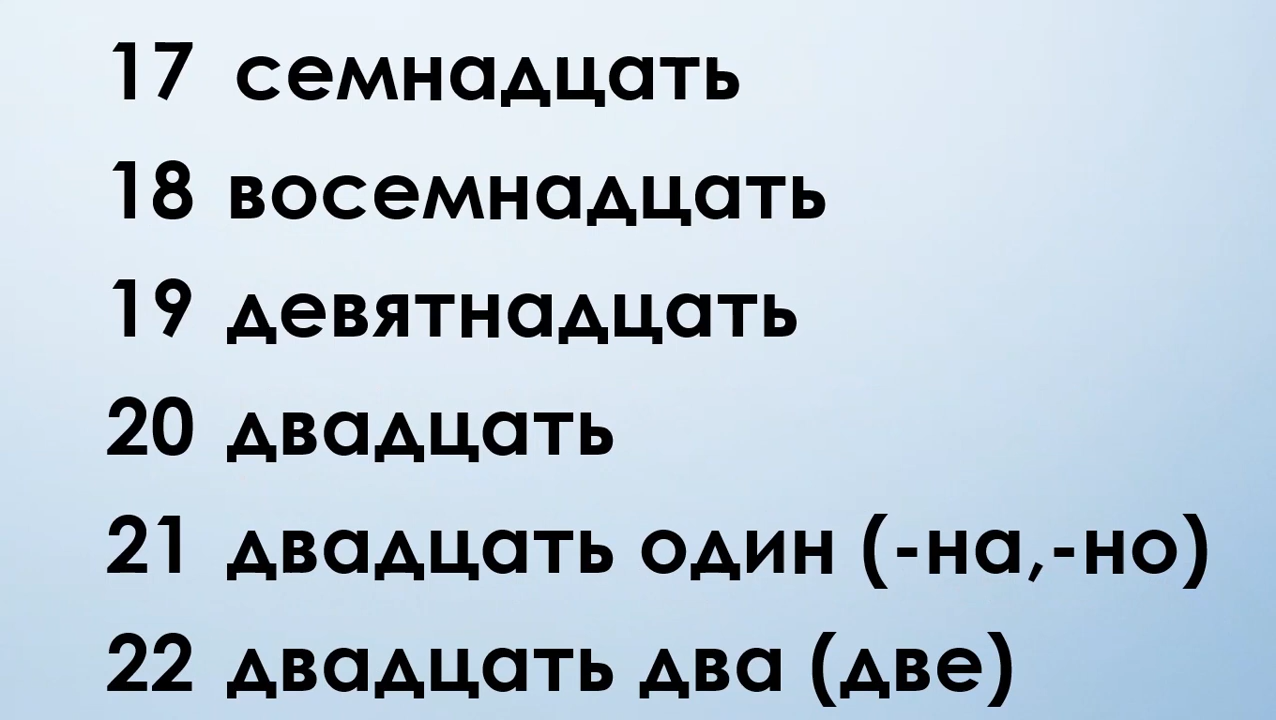 17 семнадцать
18 восемнадцать
19 девятнадцать
20 двадцать
21 двадцать один (-на,-но)
22 двадцать два (две)